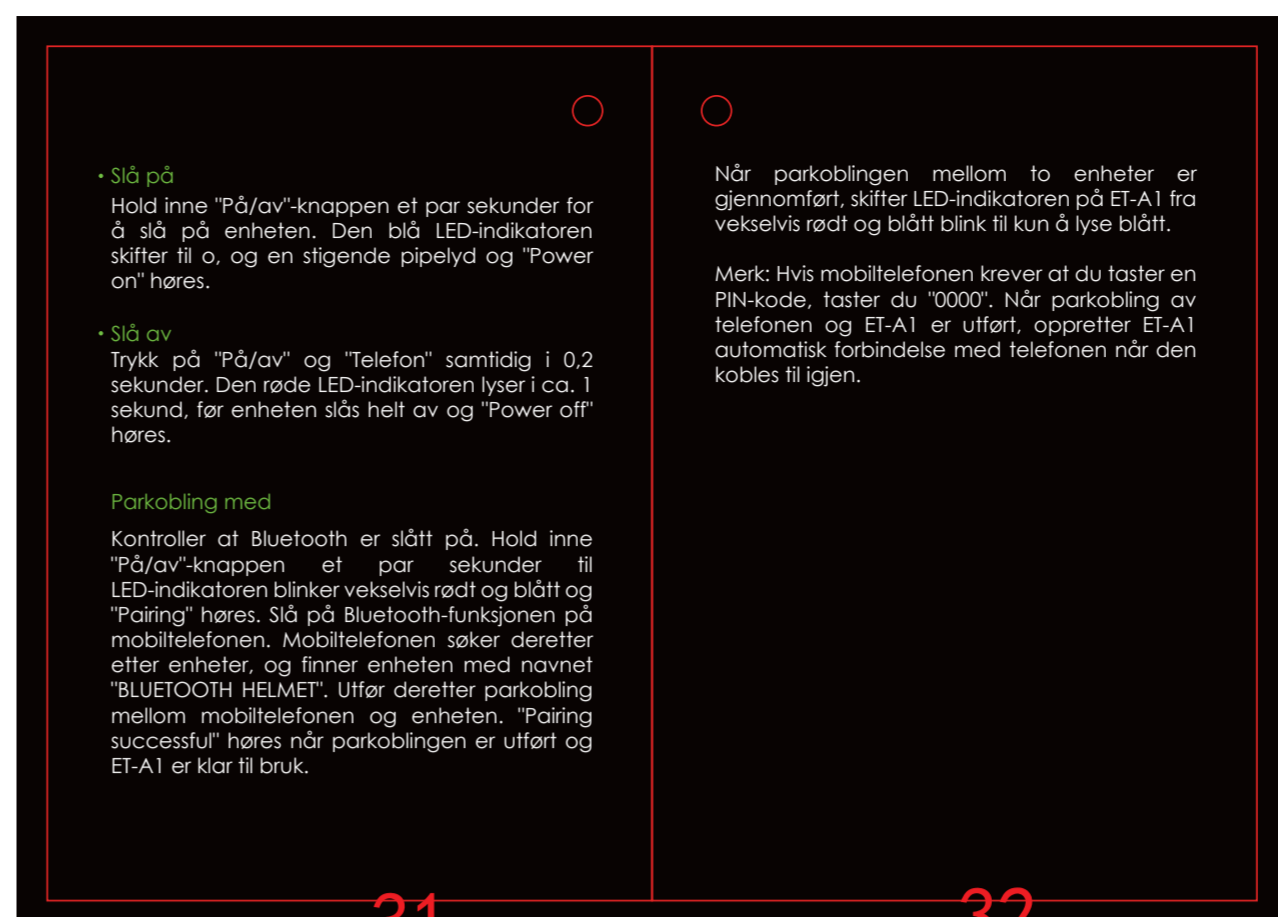 • Slå på
Hold inne "På/av"-knappen et par sekunder for
å slå på enheten. Den blå LED-indikatoren
skifter til o, og en stigende pipelyd og "Power
on" høres.
• Slå av
Trykk på "På/av" og "Telefon" samtidig i 0,2
sekunder. Den røde LED-indikatoren lyser i ca. 1
sekund, før enheten slås helt av og "Power off"
høres.
Parkobling med
Kontroller at Bluetooth er slått på. Hold inne
"På/av"-knappen et par sekunder til
LED-indikatoren blinker vekselvis rødt og blått og
"Pairing" høres. Slå på Bluetooth-funksjonen på
mobiltelefonen. Mobiltelefonen søker deretter
etter enheter, og finner enheten med navnet
"BLUETOOTH HELMET". Utfør deretter parkobling
mellom mobiltelefonen og enheten. "Pairing
successful" høres når parkoblingen er utført og
ET-A1 er klar til bruk.
31
Når parkoblingen mellom to enheter er
gjennomført, skifter LED-indikatoren på ET-A1 fra
vekselvis rødt og blått blink til kun å lyse blått.
Merk: Hvis mobiltelefonen krever at du taster en
PIN-kode, taster du "0000". Når parkobling av
telefonen og ET-A1 er utført, oppretter ET-A1
automatisk forbindelse med telefonen når den
kobles til igjen.
32